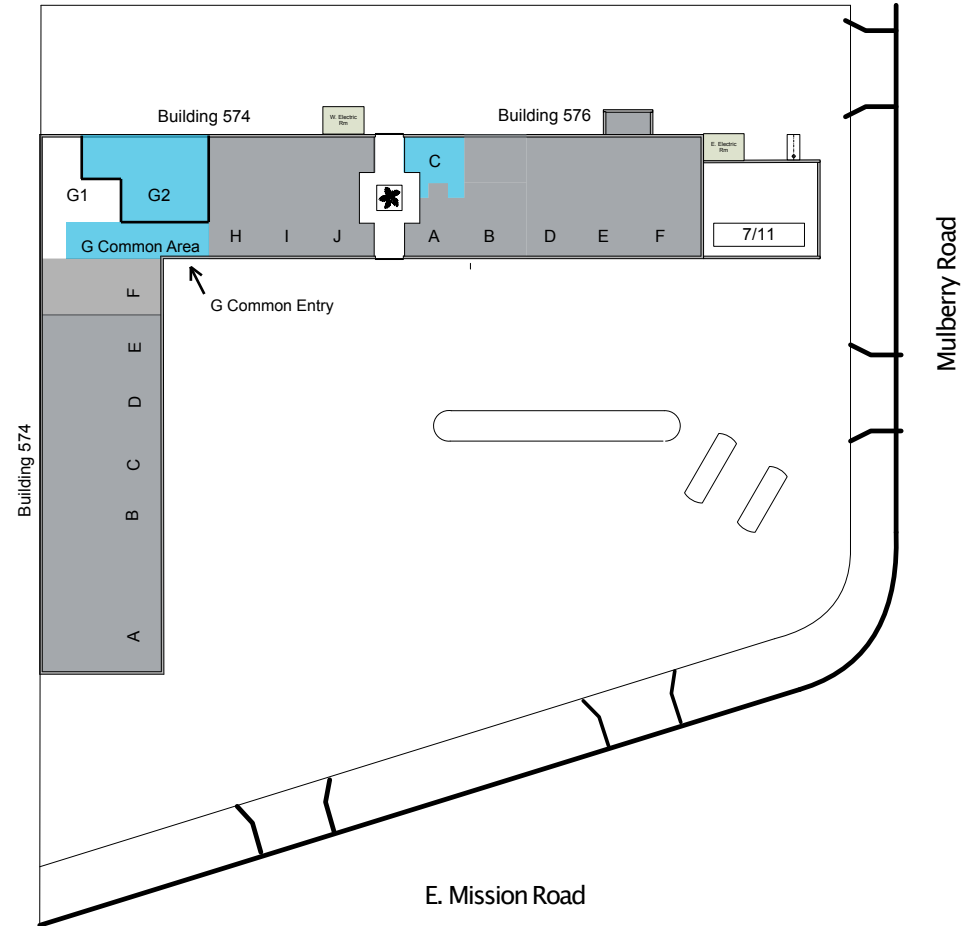 Building 574
Building 576
W. Electric
Rm
E. Electric
Rm
C
G1
G2
G Common Area
H
I
J
A
B
D
E
F
7/11
G Common Entry
F
E
D
C
B
A
Building 574
Mulberry Road
E. Mission Road